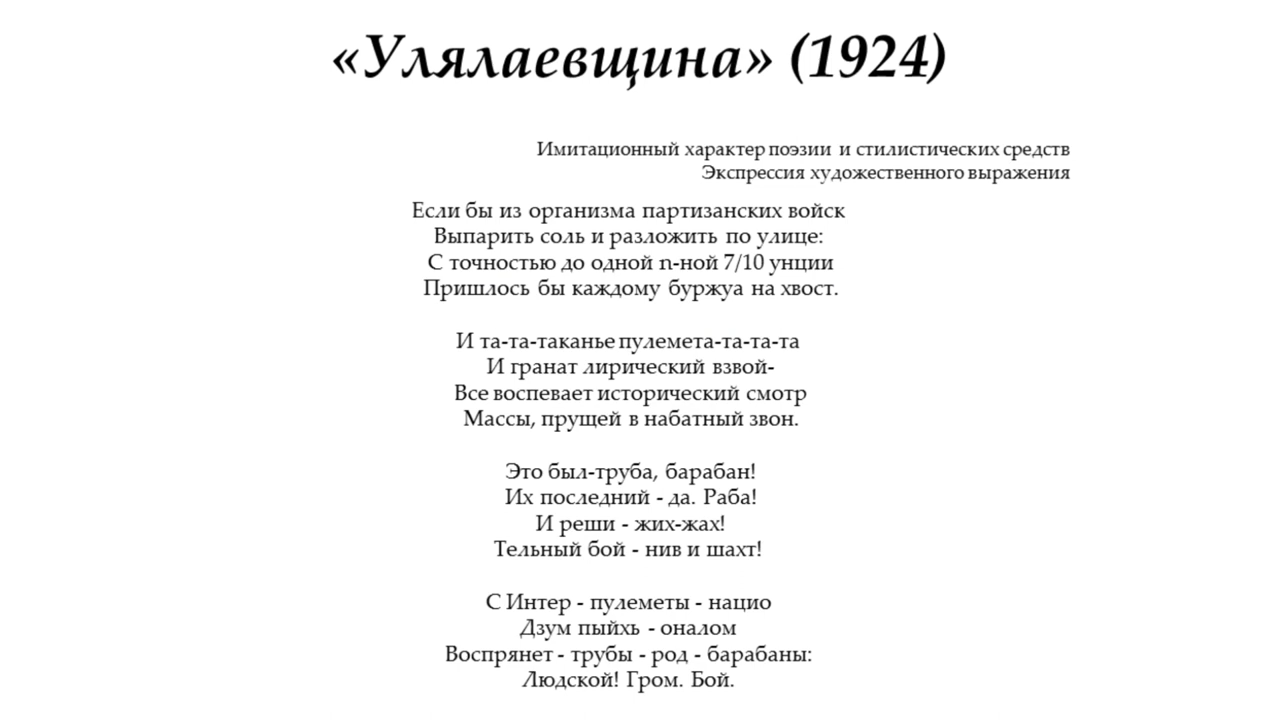 «Улялаевщина» (1924)
Имитационный характер поэзии и стилистических средств
Экспрессия художественного выражения
Если бы из организма партизанских войск
Выпарить соль и разложить по улице:
С точностью до одной n-ной 7/10 унции
Пришлось бы каждому буржуа на хвост.
И та-та-таканье пулемета-та-та-та
И гранат лирический взвой-
Все воспевает исторический смотр
Массы, прущей в набатный звон.
Это был-труба, барабан!
Их последний - да. Раба!
И реши - жих-жах!
Тельный бой - нив и шахт!
С Интер - пулеметы - нацио
Дзум пыйхь - оналом
Воспрянет - трубы - род - барабаны:
Людской! Гром. Бой.